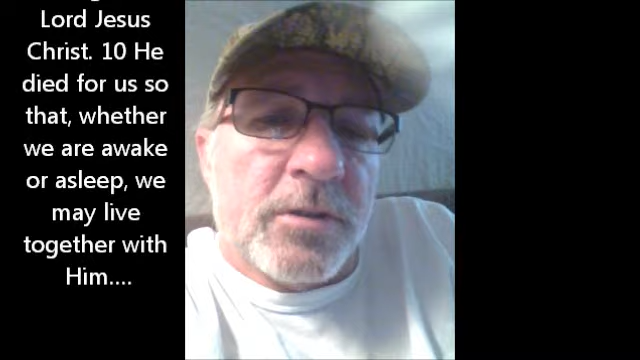 Lord Jesus
Christ. 10 He
died for us so
that, whether
we are awake
or asleep, we
may live
together with
Him....